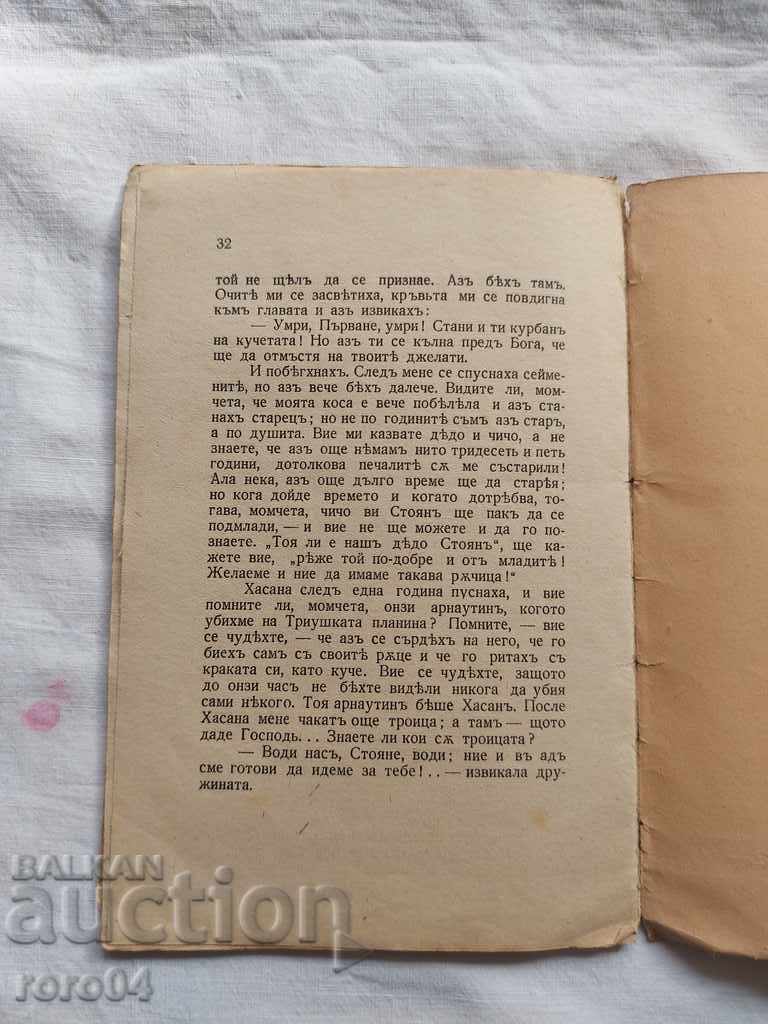 32
той не щѣлъ да се признае. Азъ бѣхъ тамъ.
Очитѣ ми се засвѣтиха, кръвьта ми се повдигна
къмъ главата и азъ извикахъ:
— Умри, Първане, умри! Стани и ти курбанъ
на кучетата! Но азъ ти се кълна предъ Бога, че
ще да отмъстя на твоитѣ джелати.
И побѣгхнахъ. Следъ мене се спуснаха сейме-
нитѣ, но азъ вече бѣхъ далече. Видите ли, мом-
чета, че моята коса е вече побѣлѣла и азъ ста-
нахъ старецъ; но не по годинитѣ съмъ азъ старъ,
а по душита. Вие ми казвате дѣдо и чичо, а не
знаете, че азъ още нѣмамъ нито тридесеть и петь
години, дотолкова печалитѣ сѫ ме състарили!
Ала нека, азъ още дълго време ще да старѣя;
но кога дойде времето и когато дотрѣбва, то-
гава, момчета, чичо ви Стоянъ ще пакъ да се
подмлади, — и вие не ще можете и да го по-
знаете. „Тоя ли е нашъ дѣдо Стоянъ“, ще ка-
жете вие, „рѣже той по-добре и отъ младитѣ!
Желаеме и ние да имаме такава рѫчица!“
Хасана следъ една година пуснаха, и вие
помните ли, момчета, онзи арнаутин, когото
убихме на Триушката планина? Помните, — вие
се чудѣхте, — че азъ се сърдѣхъ на него, че го
биехъ самъ съ своитѣ рѫце и че го ритахъ съ
краката си, като куче. Вие се чудѣхте, защото
до онзи часъ не бѣхте видѣли никога да убия
сами нѣкого. Тоя арнаутинъ бѣше Хасанъ. После
Хасана мене чакатъ още троица; а тамъ — щото
даде Господь... Знаете ли кои сѫ троицата?
— Води насъ, Стояне, води; ние и въ адъ
сме готови да идеме за тебе!.. — извикала дру-
жината.
BALKAN
auction
roro04